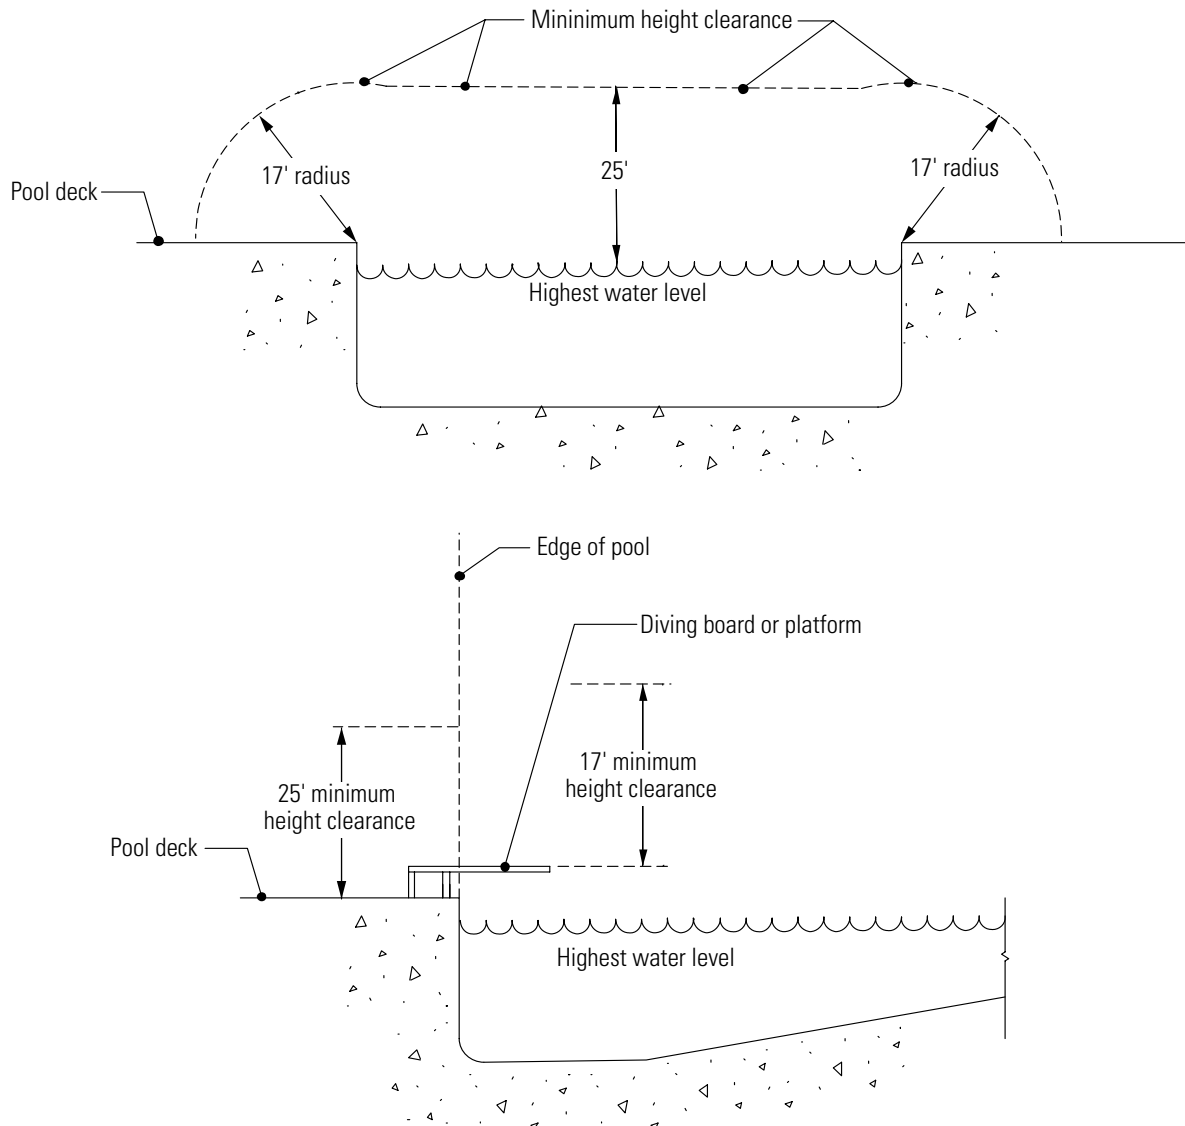 Mininimum height clearance
25'
17' radius
17' radius
Pool deck
Highest water level
Edge of pool
Diving board or platform
17' minimum
height clearance
25' minimum
height clearance
Pool deck
Highest water level